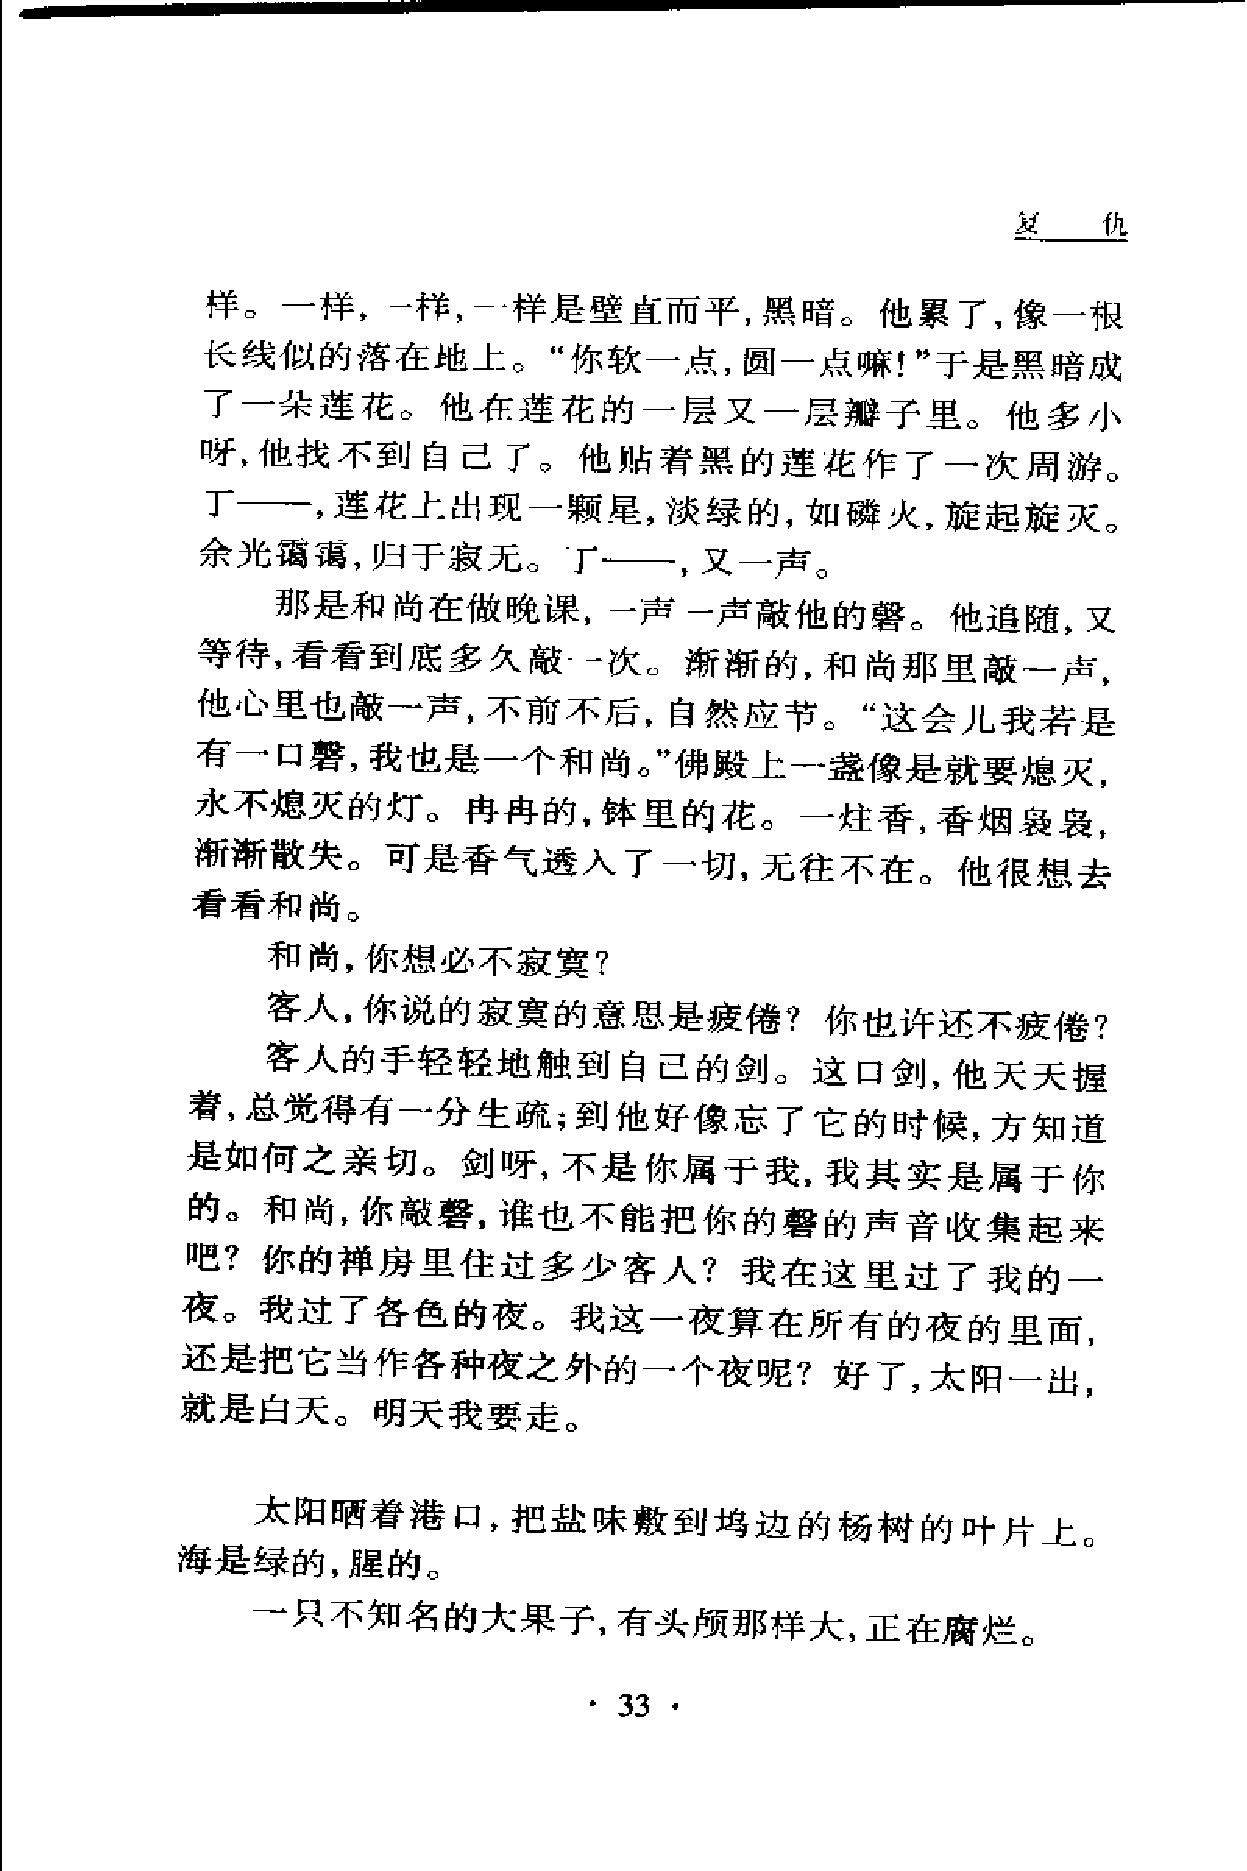 复 仇
样。一样，一样，一样是壁直而平，黑暗。他累了，像一根
长线似的落在地上。“你软一点，圆一点嘛！”于是黑暗成
了一朵莲花。他在莲花的一层又一层瓣子里。他多小
呀，他找不到自己了。他贴着黑的莲花作了一次周游。
丁——，莲花上出现一颗星，淡绿的，如磷火，旋起旋灭。
余光霭霭，归于寂无。丁——，又一声。
那是和尚在做晚课，一声一声敲他的磬。他追随，又
等待，看看到底多久敲一次。渐渐的，和尚那里敲一声，
他心里也敲一声，不前不后，自然应节。“这会儿我若是
有一口磬，我也是一个和尚。”佛殿上一盏像是就要熄灭，
永不熄灭的灯。冉冉的，钵里的花。一炷香，香烟袅袅，
渐渐散失。可是香气透入了一切，无往不在。他很想去
看看和尚。
和尚，你想必不寂寞？
客人，你说的寂寞的意思是疲倦？你也许还不疲倦？
客人的手轻轻地触到自己的剑。这口剑，他天天握
着，总觉得有一分生疏；到他好像忘了它的时候，方知道
是如何之亲切。剑呀，不是你属于我，我其实是属于你
的。和尚，你敲磬，谁也不能把你的磬的声音收集起来
吧？你的禅房里住过多少客人？我在这里过了我的一
夜。我过了各色的夜。我这一夜算在所有的夜的里面，
还是把它当作各种夜之外的一个夜呢？好了，太阳一出，
就是白天。明天我要走。
太阳晒着港口，把盐味敷到坞边的杨树的叶片上。
海是绿的，腥的。
一只不知名的大果子，有头颅那样大，正在腐烂。
· 33 ·